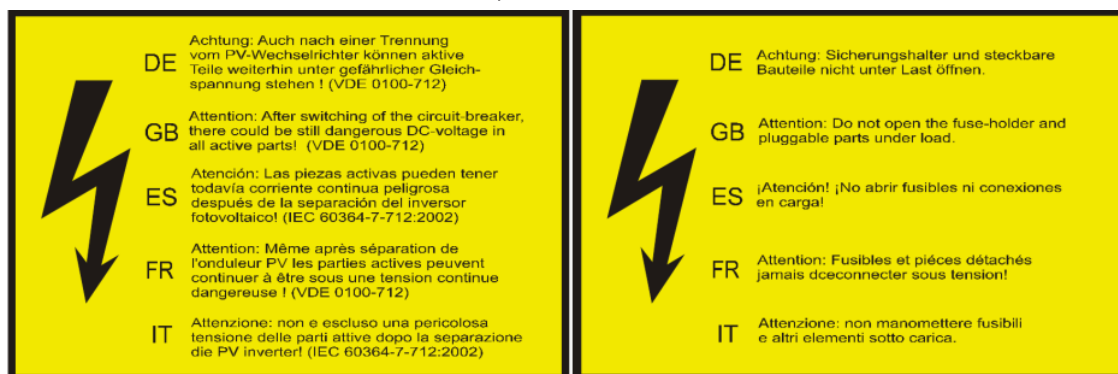 DE
Achtung: Auch nach einer Trennung
vom PV-Wechselrichter können aktive
Teile weiterhin unter gefährlicher Gleich-
spannung stehen ! (VDE 0100-712)
GB
Attention: After switching of the circuit-breaker,
there could be still dangerous DC-voltage in
all active parts! (VDE 0100-712)
ES
Atención: Las piezas activas pueden tener
todavía corriente continua peligrosa
después de la separación del inversor
fotovoltaico! (IEC 60364-7-712:2002)
FR
Attention: Même après séparation de
l'onduleur PV les parties actives peuvent
continuer à être sous une tension continue
dangereuse ! (VDE 0100-712)
IT
Attenzione: non e escluso una pericolosa
tensione delle parti attive dopo la separazione
die PV inverter! (IEC 60364-7-712:2002)
DE
Achtung: Sicherungshalter und steckbare
Bauteile nicht unter Last öffnen.
GB
Attention: Do not open the fuse-holder and
pluggable parts under load.
ES
¡Atención! ¡No abrir fusibles ni conexiones
en carga!
FR
Attention: Fusibles et piéces détachés
jamais dceconnecter sous tension!
IT
Attenzione: non manomettere fusibili
e altri elementi sotto carica.